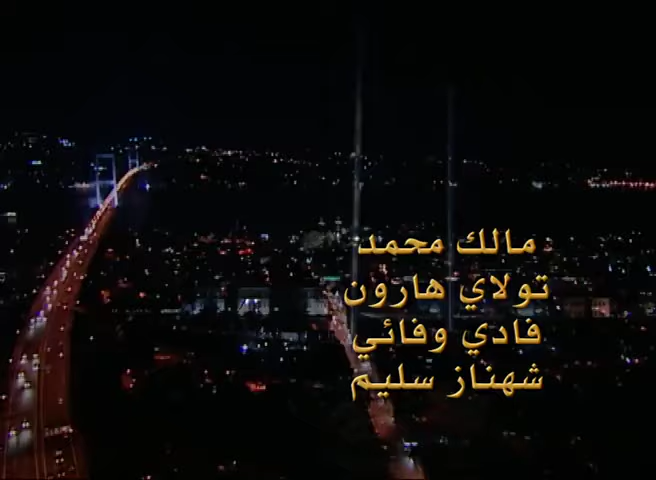 مالك محمد
تولاي هارون
فادي وفائي
شهناز سليم